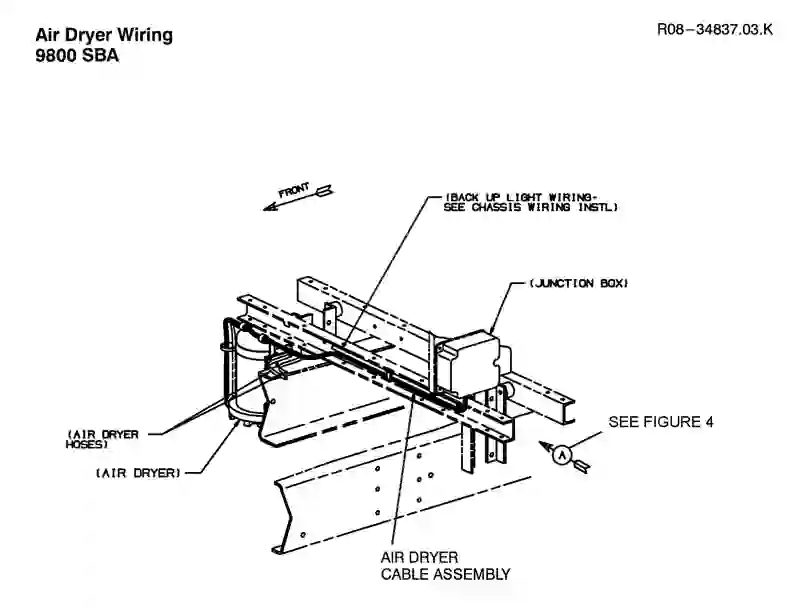 Air Dryer Wiring
9800 SBA
R08-34837.03.K
FRONT
(BACK UP LIGHT WIRING-
SEE CHASSIS WIRING INSTL)
(JUNCTION BOX)
SEE FIGURE 4
A
(AIR DRYER
HOSES)
(AIR DRYER)
AIR DRYER
CABLE ASSEMBLY